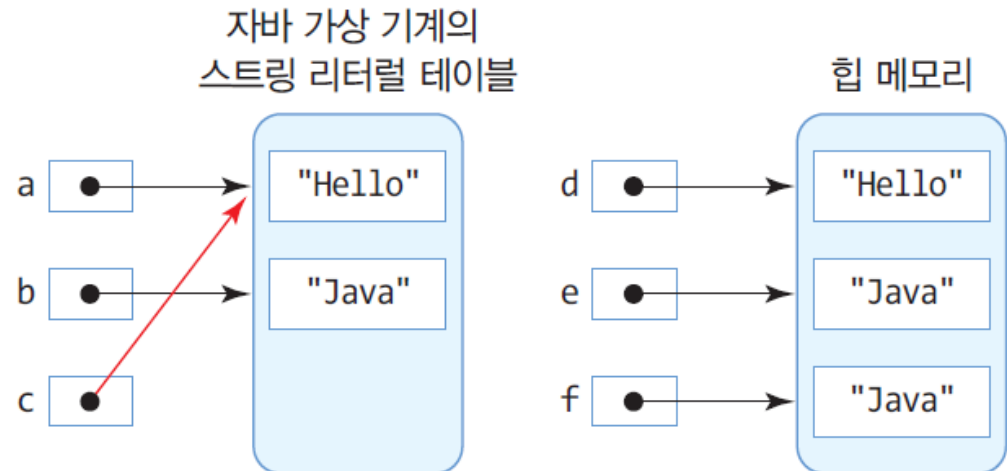 자바 가상 기계의
스트링 리터럴 테이블
힙 메모리
a
"Hello"
d
"Hello"
b
"Java"
e
"Java"
c
f
"Java"